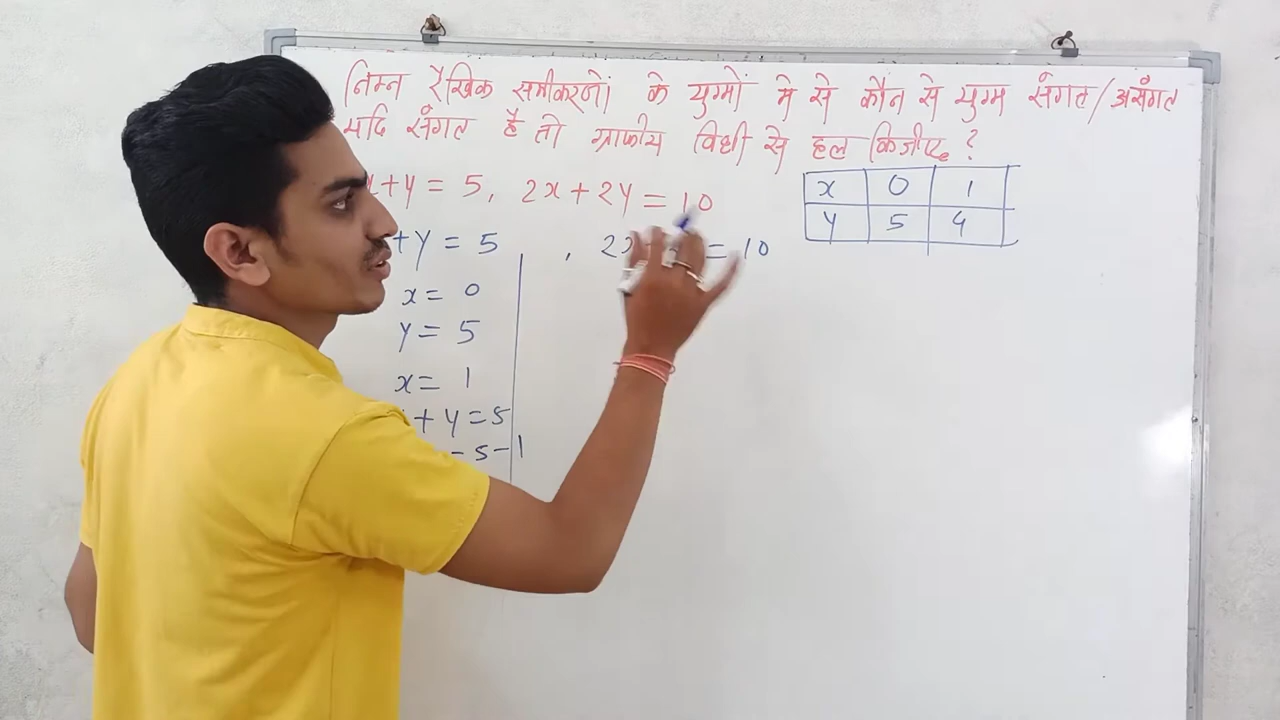 निम्न रैखिक समीकरणों के युग्मों मे से कौन से युग्म संगत/असंगत
यदि सँगत है तो ग्राफीय विधी से हल किजीए ?
x+y = 5, 2x+2y = 10
+y = 5 , 2x = 10
x = 0
y = 5
x = 1
+ y = 5
5-1
x 0 1
y 5 4